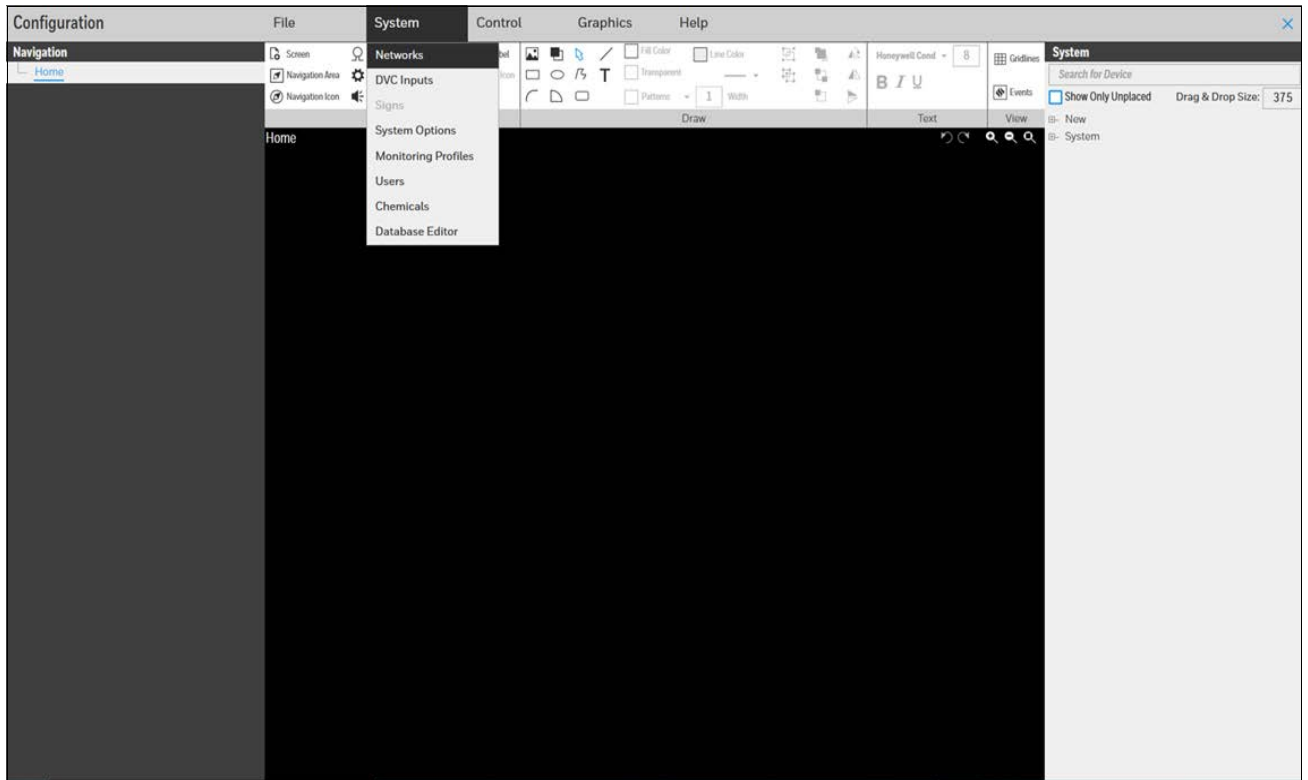 Configuration
File
System
Control
Graphics
Help
Navigation
Home
Screen
Navigation Area
Navigation Icon
Networks
DVC Inputs
Signs
System Options
Monitoring Profiles
Users
Chemicals
Database Editor
Fill Color
Line Color
Transparent
Patterns
1
Width
Draw
Honeywell Cond
8
B I U
Text
Gridlines
Events
View
Home
System
Search for Device
Show Only Unplaced
Drag & Drop Size:
375
New
System